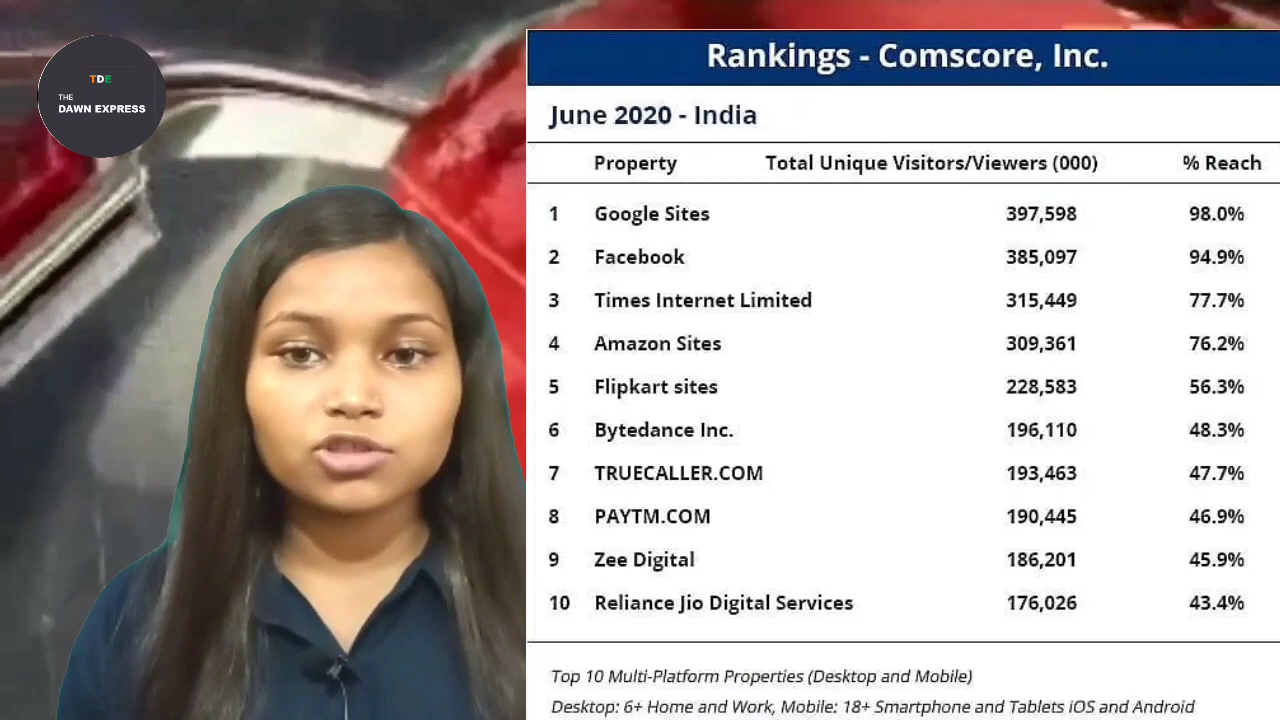 TDE
THE
DAWN EXPRESS
Rankings - Comscore, Inc.
June 2020 - India
Property Total Unique Visitors/Viewers (000) % Reach
1 Google Sites 397,598 98.0%
2 Facebook 385,097 94.9%
3 Times Internet Limited 315,449 77.7%
4 Amazon Sites 309,361 76.2%
5 Flipkart sites 228,583 56.3%
6 Bytedance Inc. 196,110 48.3%
7 TRUECALLER.COM 193,463 47.7%
8 PAYTM.COM 190,445 46.9%
9 Zee Digital 186,201 45.9%
10 Reliance Jio Digital Services 176,026 43.4%
Top 10 Multi-Platform Properties (Desktop and Mobile)
Desktop: 6+ Home and Work, Mobile: 18+ Smartphone and Tablets iOS and Android